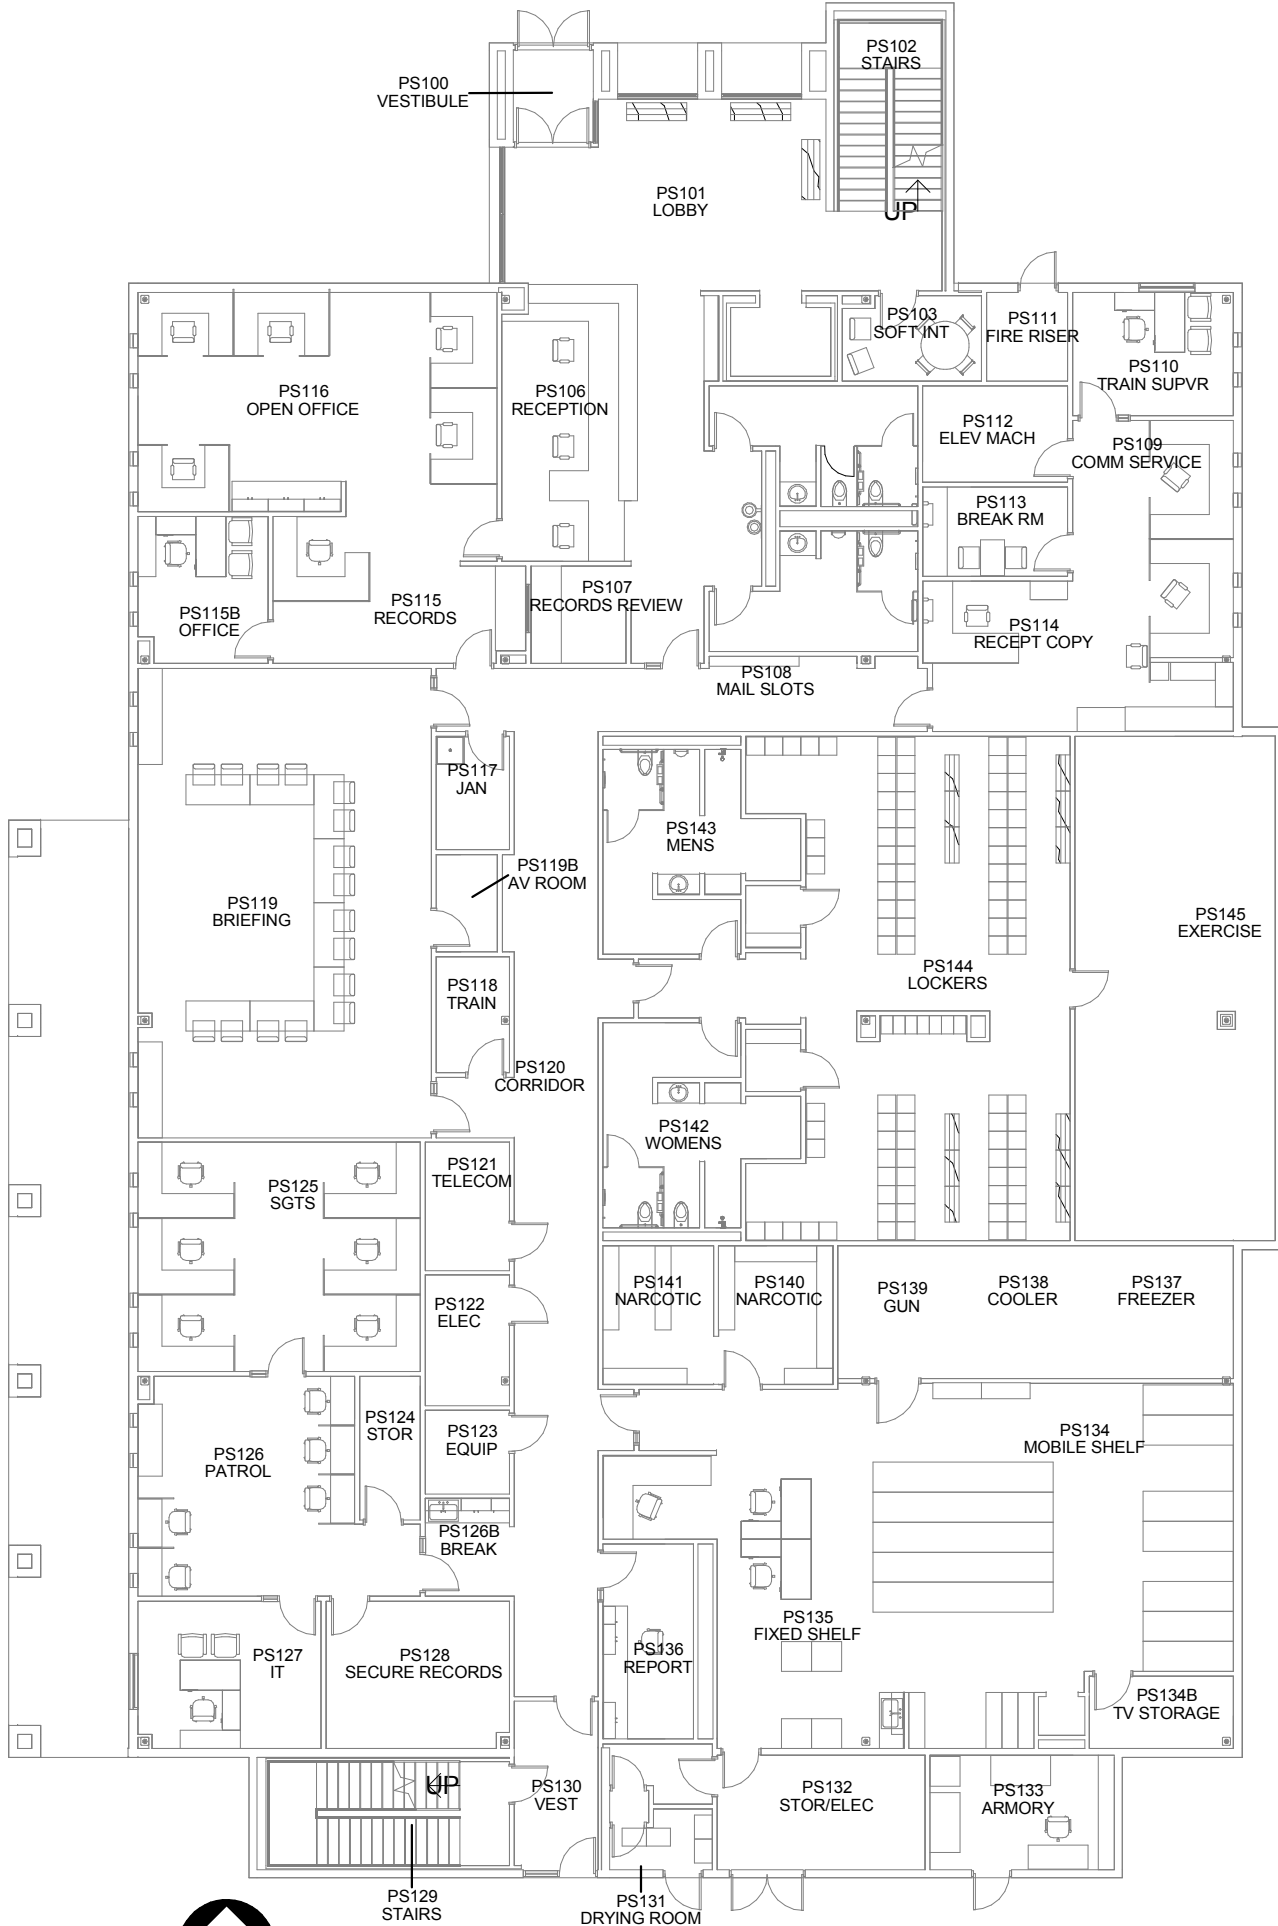 PS102
STAIRS
PS100
VESTIBULE
PS101
LOBBY
UP
PS103
SOFT INT
PS111
FIRE RISER
PS110
TRAIN SUPVR
PS116
OPEN OFFICE
PS106
RECEPTION
PS112
ELEV MACH
PS109
COMM SERVICE
PS113
BREAK RM
PS115B
OFFICE
PS115
RECORDS
PS107
RECORDS REVIEW
PS114
RECEPT COPY
PS108
MAIL SLOTS
PS117
JAN
PS143
MENS
PS119B
AV ROOM
PS119
BRIEFING
PS145
EXERCISE
PS118
TRAIN
PS144
LOCKERS
PS120
CORRIDOR
PS142
WOMENS
PS121
TELECOM
PS125
SGTS
PS122
ELEC
PS141
NARCOTIC
PS140
NARCOTIC
PS139
GUN
PS138
COOLER
PS137
FREEZER
PS124
STOR
PS123
EQUIP
PS134
MOBILE SHELF
PS126
PATROL
PS126B
BREAK
PS135
FIXED SHELF
PS127
IT
PS128
SECURE RECORDS
PS136
REPORT
PS134B
TV STORAGE
UP
PS130
VEST
PS132
STOR/ELEC
PS133
ARMORY
PS129
STAIRS
PS131
DRYING ROOM